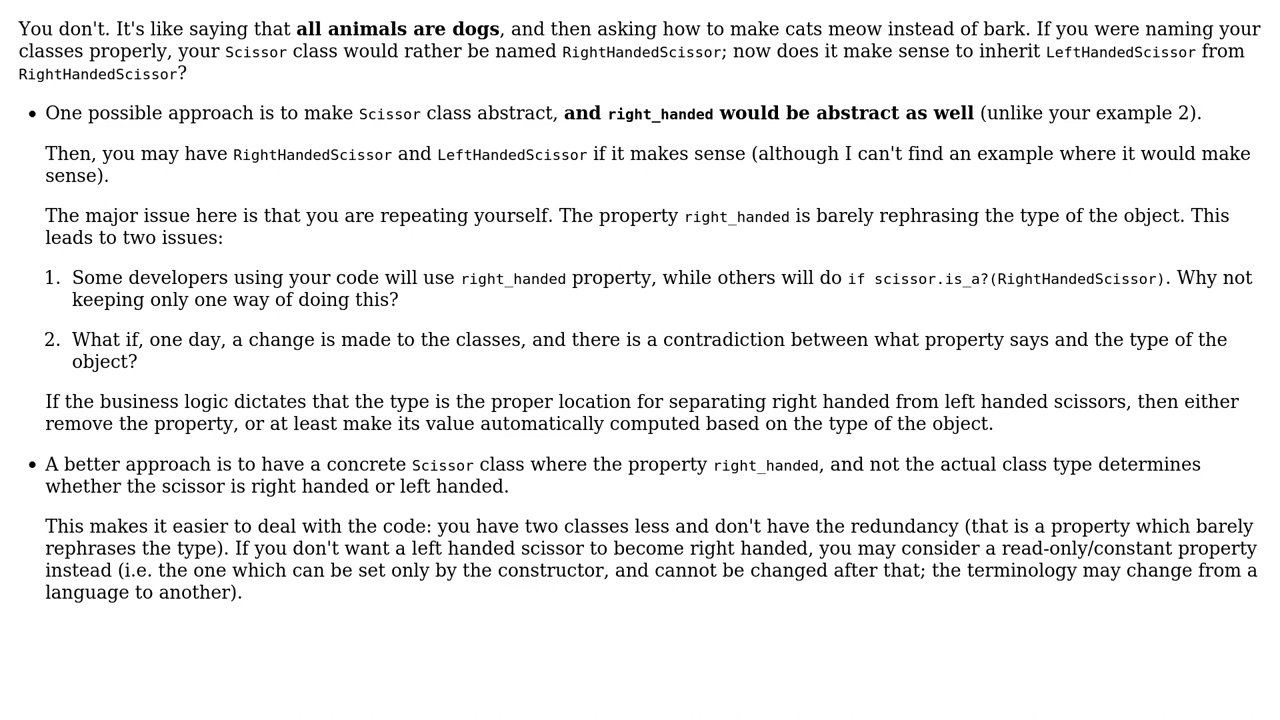 You don't. It's like saying that all animals are dogs, and then asking how to make cats meow instead of bark. If you were naming your
classes properly, your Scissor class would rather be named RightHandedScissor; now does it make sense to inherit LeftHandedScissor from
RightHandedScissor?
• One possible approach is to make Scissor class abstract, and right_handed would be abstract as well (unlike your example 2).
Then, you may have RightHandedScissor and LeftHandedScissor if it makes sense (although I can't find an example where it would make
sense).
The major issue here is that you are repeating yourself. The property right_handed is barely rephrasing the type of the object. This
leads to two issues:
1. Some developers using your code will use right_handed property, while others will do if scissor.is_a?(RightHandedScissor). Why not
keeping only one way of doing this?
2. What if, one day, a change is made to the classes, and there is a contradiction between what property says and the type of the
object?
If the business logic dictates that the type is the proper location for separating right handed from left handed scissors, then either
remove the property, or at least make its value automatically computed based on the type of the object.
• A better approach is to have a concrete Scissor class where the property right_handed, and not the actual class type determines
whether the scissor is right handed or left handed.
This makes it easier to deal with the code: you have two classes less and don't have the redundancy (that is a property which barely
rephrases the type). If you don't want a left handed scissor to become right handed, you may consider a read-only/constant property
instead (i.e. the one which can be set only by the constructor, and cannot be changed after that; the terminology may change from a
language to another).